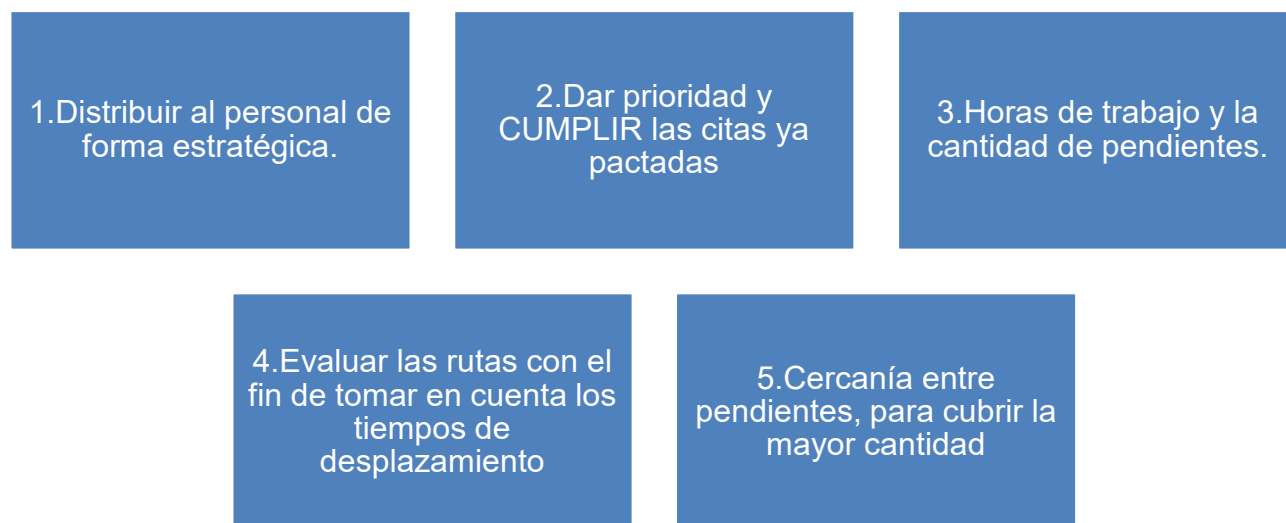 1.Distribuir al personal de
forma estratégica.
2.Dar prioridad y
CUMPLIR las citas ya
pactadas
3.Horas de trabajo y la
cantidad de pendientes.
4.Evaluar las rutas con el
fin de tomar en cuenta los
tiempos de
desplazamiento
5.Cercanía entre
pendientes, para cubrir la
mayor cantidad